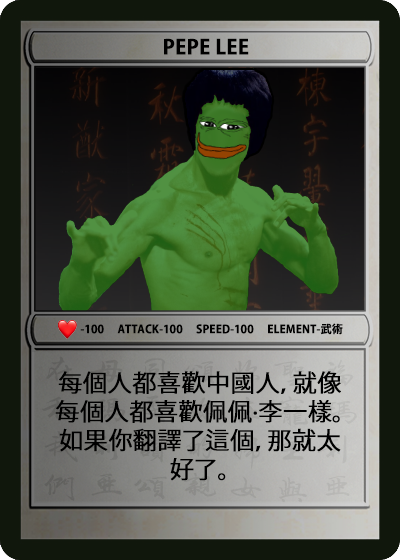 PEPE LEE
❤️-100 ATTACK-100 SPEED-100 ELEMENT-武術
每個人都喜歡中國人, 就像
每個人都喜歡佩佩·李一樣。
如果你翻譯了這個, 那就太
好了。